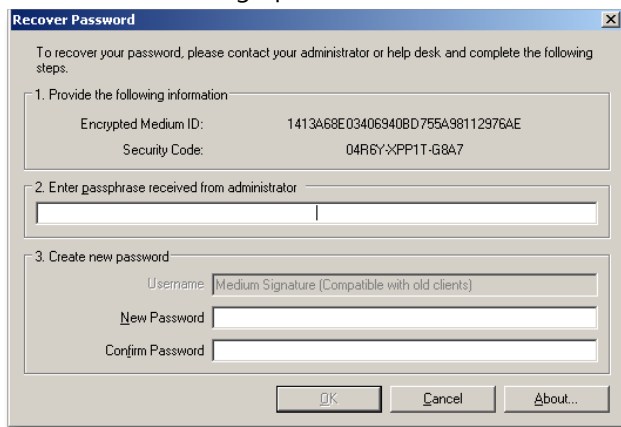 Recover Password
To recover your password, please contact your administrator or help desk and complete the following
steps.
1. Provide the following information
Encrypted Medium ID: 1413A68E03406940BD755A98112976AE
Security Code: 04R6Y-XPP1T-G8A7
2. Enter passphrase received from administrator
3. Create new password
Username Medium Signature (Compatible with old clients)
New Password
Confirm Password
OK Cancel About...